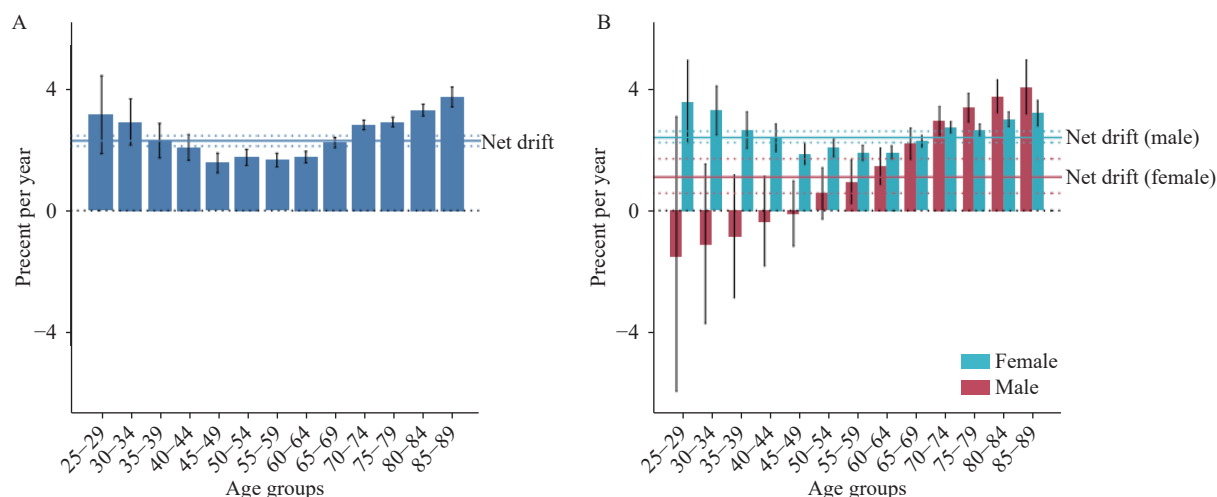 A
Precent per year
4
0
−4
Net drift
25−29
30−34
35−39
40−44
45−49
50−54
55−59
60−64
65−69
70−74
75−79
80−84
85−89
Age groups
B
Precent per year
4
0
−4
Net drift (male)
Net drift (female)
Female
Male
25−29
30−34
35−39
40−44
45−49
50−54
55−59
60−64
65−69
70−74
75−79
80−84
85−89
Age groups